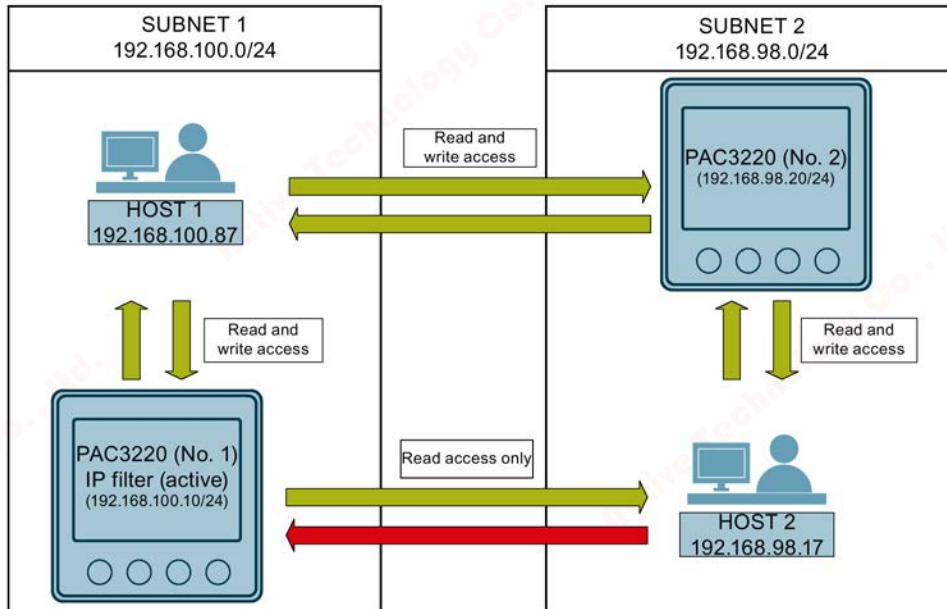 SUBNET 1
192.168.100.0/24
SUBNET 2
192.168.98.0/24
Read and
write access
PAC3220 (No. 2)
(192.168.98.20/24)
HOST 1
192.168.100.87
Read and
write access
Read and
write access
PAC3220 (No. 1)
IP filter (active)
(192.168.100.10/24)
Read access only
HOST 2
192.168.98.17